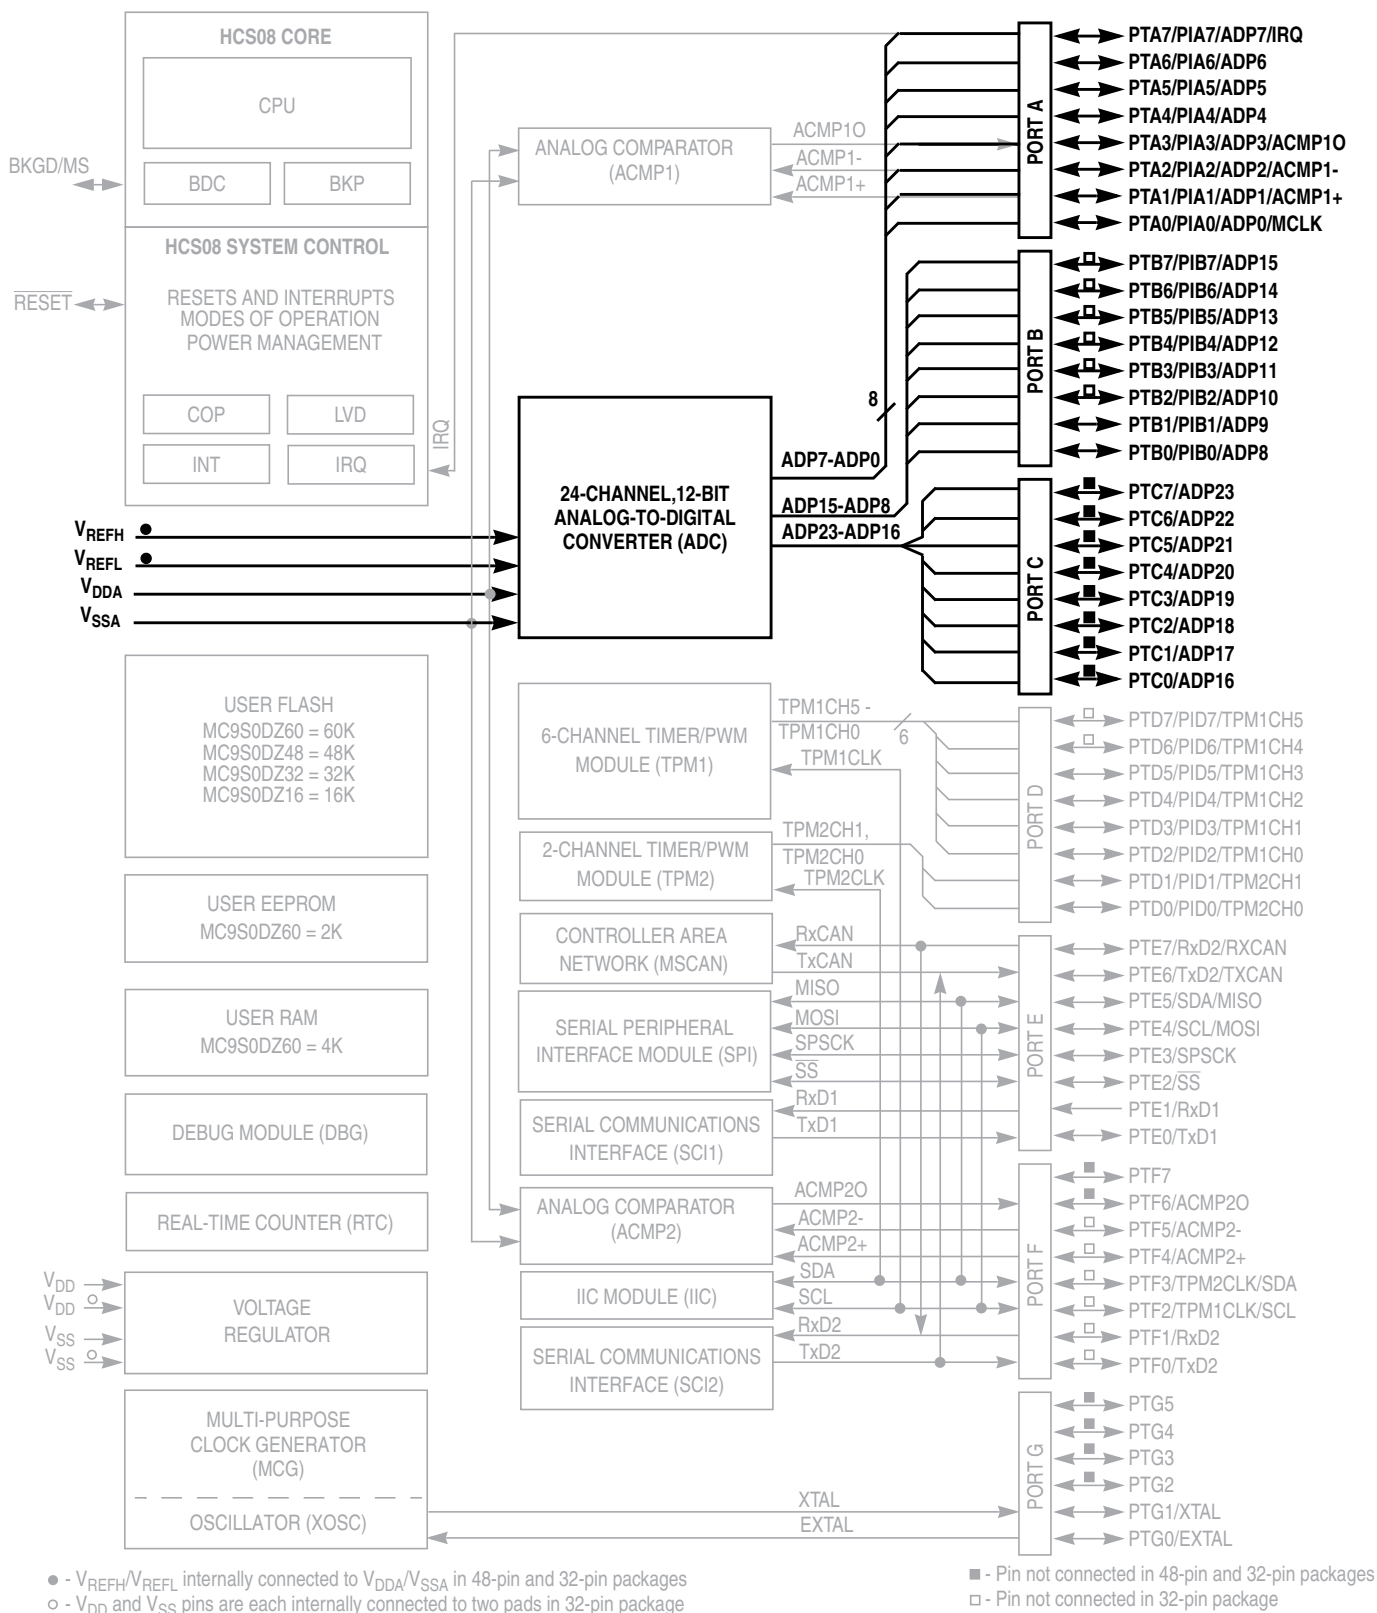 HCS08 CORE
CPU
BDC
BKP
BKGD/MS
HCS08 SYSTEM CONTROL
RESETS AND INTERRUPTS
MODES OF OPERATION
POWER MANAGEMENT
RESET
COP
LVD
INT
IRQ
IRQ
VREFH
VREFL
VDDA
VSSA
USER FLASH
MC9S0DZ60 = 60K
MC9S0DZ48 = 48K
MC9S0DZ32 = 32K
MC9S0DZ16 = 16K
USER EEPROM
MC9S0DZ60 = 2K
USER RAM
MC9S0DZ60 = 4K
DEBUG MODULE (DBG)
REAL-TIME COUNTER (RTC)
VDD
VDD
VSS
VSS
VOLTAGE
REGULATOR
MULTI-PURPOSE
CLOCK GENERATOR
(MCG)
OSCILLATOR (XOSC)
ANALOG COMPARATOR
(ACMP1)
ACMP1O
ACMP1-
ACMP1+
24-CHANNEL,12-BIT
ANALOG-TO-DIGITAL
CONVERTER (ADC)
8
ADP7-ADP0
ADP15-ADP8
ADP23-ADP16
6-CHANNEL TIMER/PWM
MODULE (TPM1)
TPM1CH5 -
TPM1CH0
6
TPM1CLK
2-CHANNEL TIMER/PWM
MODULE (TPM2)
TPM2CH1,
TPM2CH0
TPM2CLK
CONTROLLER AREA
NETWORK (MSCAN)
RxCAN
TxCAN
SERIAL PERIPHERAL
INTERFACE MODULE (SPI)
MISO
MOSI
SPSCK
SS
SERIAL COMMUNICATIONS
INTERFACE (SCI1)
RxD1
TxD1
ANALOG COMPARATOR
(ACMP2)
ACMP2O
ACMP2-
ACMP2+
IIC MODULE (IIC)
SDA
SCL
SERIAL COMMUNICATIONS
INTERFACE (SCI2)
RxD2
TxD2
XTAL
EXTAL
PORT A
PTA7/PIA7/ADP7/IRQ
PTA6/PIA6/ADP6
PTA5/PIA5/ADP5
PTA4/PIA4/ADP4
PTA3/PIA3/ADP3/ACMP1O
PTA2/PIA2/ADP2/ACMP1-
PTA1/PIA1/ADP1/ACMP1+
PTA0/PIA0/ADP0/MCLK
PORT B
PTB7/PIB7/ADP15
PTB6/PIB6/ADP14
PTB5/PIB5/ADP13
PTB4/PIB4/ADP12
PTB3/PIB3/ADP11
PTB2/PIB2/ADP10
PTB1/PIB1/ADP9
PTB0/PIB0/ADP8
PORT C
PTC7/ADP23
PTC6/ADP22
PTC5/ADP21
PTC4/ADP20
PTC3/ADP19
PTC2/ADP18
PTC1/ADP17
PTC0/ADP16
PORT D
PTD7/PID7/TPM1CH5
PTD6/PID6/TPM1CH4
PTD5/PID5/TPM1CH3
PTD4/PID4/TPM1CH2
PTD3/PID3/TPM1CH1
PTD2/PID2/TPM1CH0
PTD1/PID1/TPM2CH1
PTD0/PID0/TPM2CH0
PORT E
PTE7/RxD2/RXCAN
PTE6/TxD2/TXCAN
PTE5/SDA/MISO
PTE4/SCL/MOSI
PTE3/SPSCK
PTE2/SS
PTE1/RxD1
PTE0/TxD1
PORT F
PTF7
PTF6/ACMP2O
PTF5/ACMP2-
PTF4/ACMP2+
PTF3/TPM2CLK/SDA
PTF2/TPM1CLK/SCL
PTF1/RxD2
PTF0/TxD2
PORT G
PTG5
PTG4
PTG3
PTG2
PTG1/XTAL
PTG0/EXTAL
● - VREFH/VREFL internally connected to VDDA/VSSA in 48-pin and 32-pin packages
○ - VDD and VSS pins are each internally connected to two pads in 32-pin package
■ - Pin not connected in 48-pin and 32-pin packages
□ - Pin not connected in 32-pin package